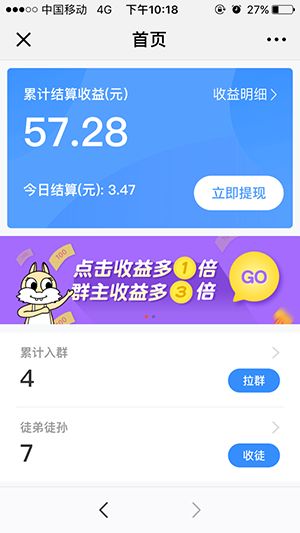 中国移动 4G 下午10:18 51%
首页
累计结算收益(元) 收益明细
57.28
今日结算(元): 3.47 立即提现
点击收益多1倍
群主收益多3倍
GO
100
累计入群
4 拉群
徒弟徒孙
7 收徒